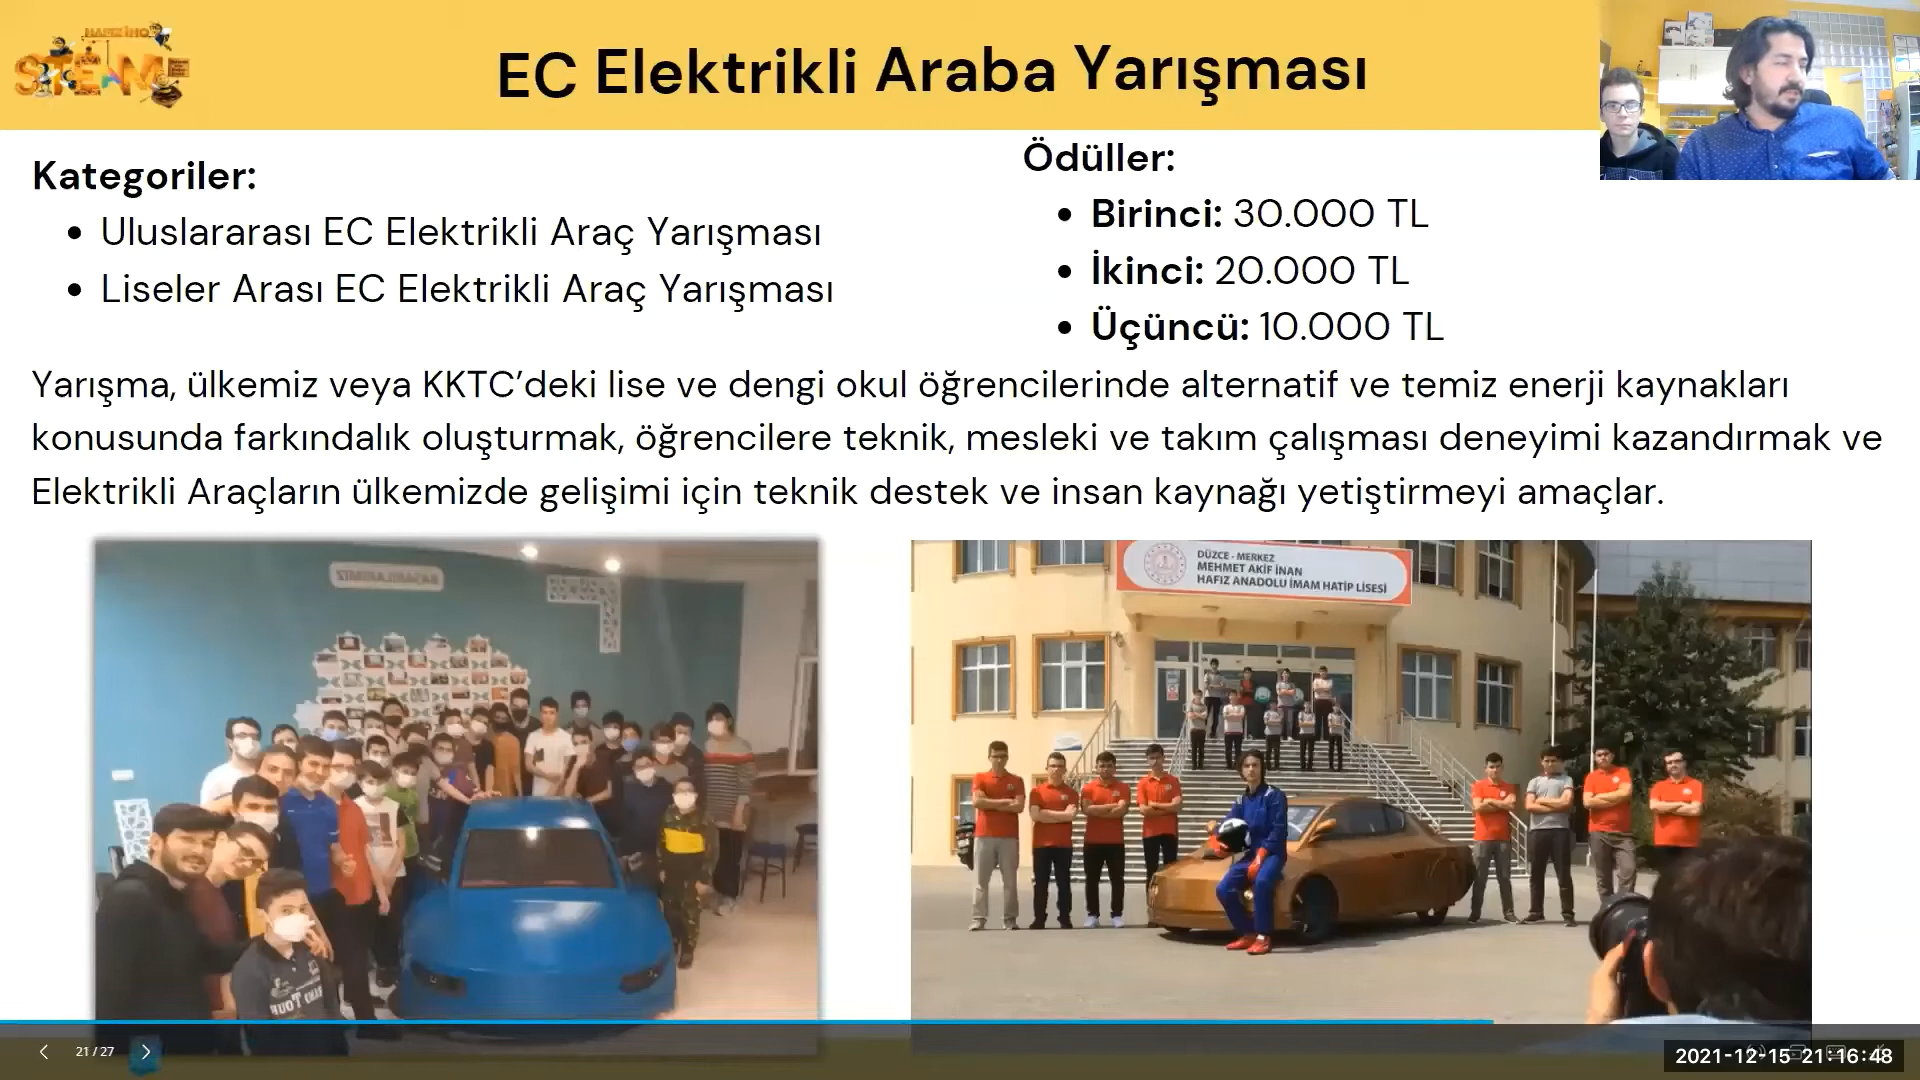 HAFIZ İHO
STEAM
EC Elektrikli Araba Yarışması
Kategoriler:
• Uluslararası EC Elektrikli Araç Yarışması
• Liseler Arası EC Elektrikli Araç Yarışması
Ödüller:
• Birinci: 30.000 TL
• İkinci: 20.000 TL
• Üçüncü: 10.000 TL
Yarışma, ülkemiz veya KKTC’deki lise ve dengi okul öğrencilerinde alternatif ve temiz enerji kaynakları
konusunda farkındalık oluşturmak, öğrencilere teknik, mesleki ve takım çalışması deneyimi kazandırmak ve
Elektrikli Araçların ülkemizde gelişimi için teknik destek ve insan kaynağı yetiştirmeyi amaçlar.
BAŞARILARIMIZ
DÜZCE - MERKEZ
MEHMET AKİF İNAN
HAFIZ ANADOLU İMAM HATİP LİSESİ
21 / 27
2021-12-15 21:16:48